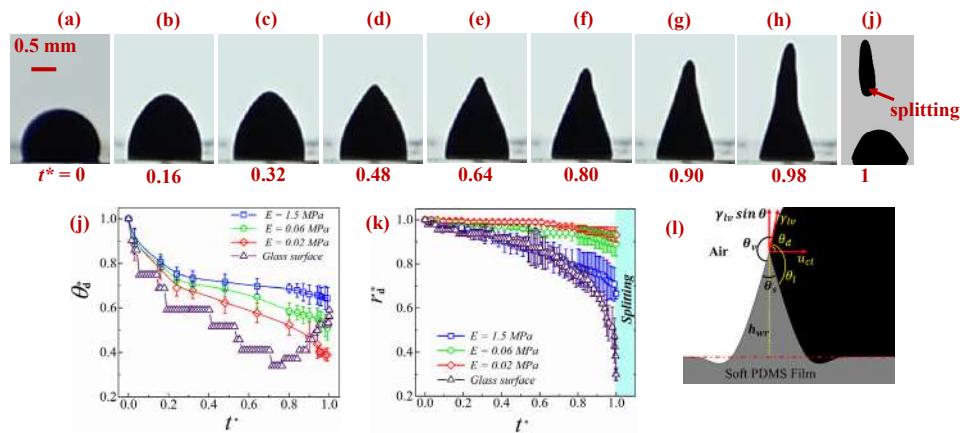 (a) (b) (c) (d) (e) (f) (g) (h) (j)
0.5 mm
splitting
t* = 0 0.16 0.32 0.48 0.64 0.80 0.90 0.98 1
(j)
E = 1.5 MPa
E = 0.06 MPa
E = 0.02 MPa
Glass surface
1.0
0.8
0.6
0.4
0.2
θ*d
0.0 0.2 0.4 0.6 0.8 1.0
t*
(k)
1.0
0.8
0.6
0.4
0.2
r*d
E = 1.5 MPa
E = 0.06 MPa
E = 0.02 MPa
Glass surface
Splitting
0.0 0.2 0.4 0.6 0.8 1.0
t*
(l)
γlv sin θ
γlv
Air
θv
θd
ucl
θl
θs
hwr
Soft PDMS Film